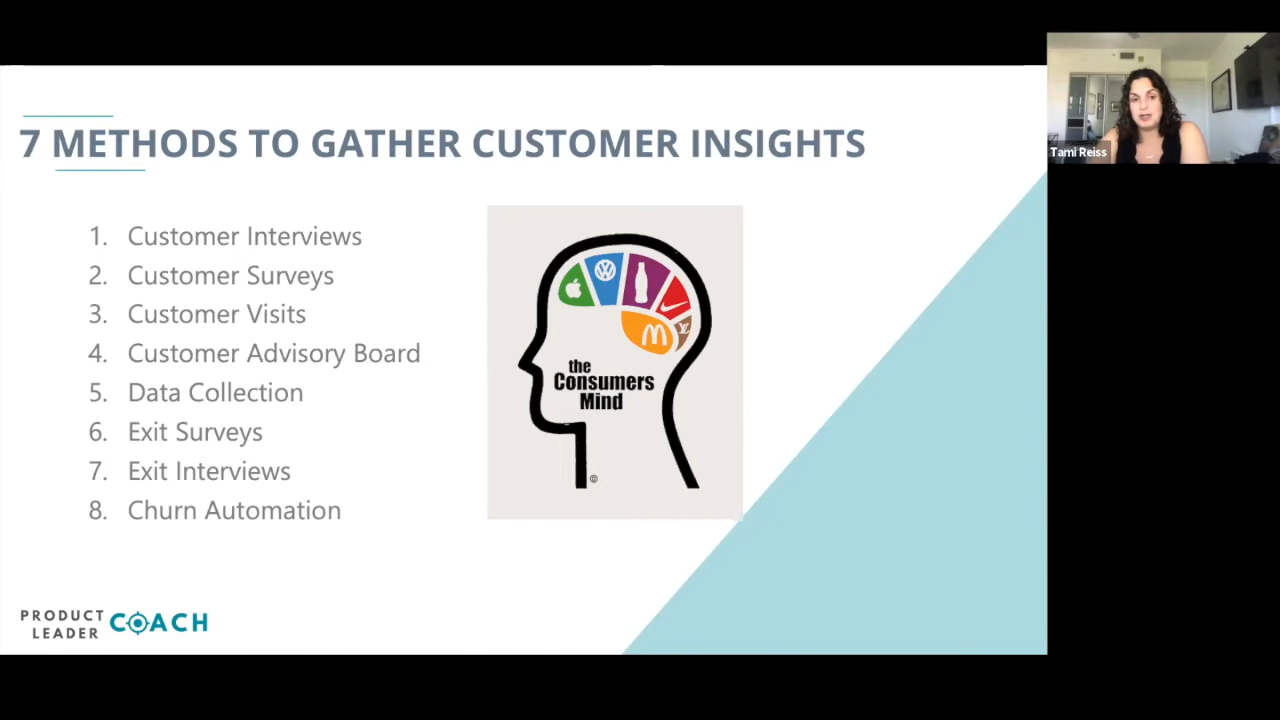 7 METHODS TO GATHER CUSTOMER INSIGHTS
Tami Reiss
1. Customer Interviews
2. Customer Surveys
3. Customer Visits
4. Customer Advisory Board
5. Data Collection
6. Exit Surveys
7. Exit Interviews
8. Churn Automation
the
Consumers
Mind
PRODUCT
LEADER
COACH